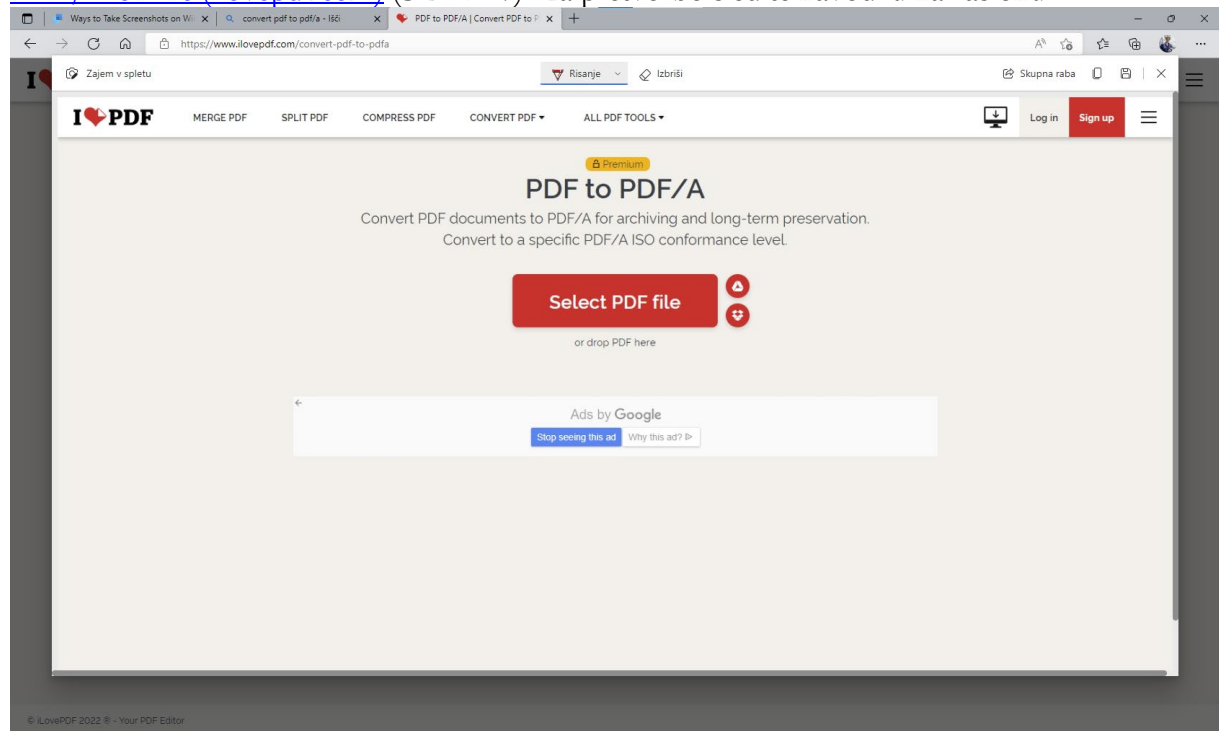 Ways to Take Screenshots on Wi
convert pdf to pdf/a - Išči
PDF to PDF/A | Convert PDF to P
https://www.ilovepdf.com/convert-pdf-to-pdfa
Zajem v spletu
Risanje
Izbriši
Skupna raba
I PDF
MERGE PDF
SPLIT PDF
COMPRESS PDF
CONVERT PDF
ALL PDF TOOLS
Log in
Sign up
Premium
PDF to PDF/A
Convert PDF documents to PDF/A for archiving and long-term preservation.
Convert to a specific PDF/A ISO conformance level.
Select PDF file
or drop PDF here
Ads by Google
Stop seeing this ad
Why this ad?
© iLovePDF 2022 ® - Your PDF Editor